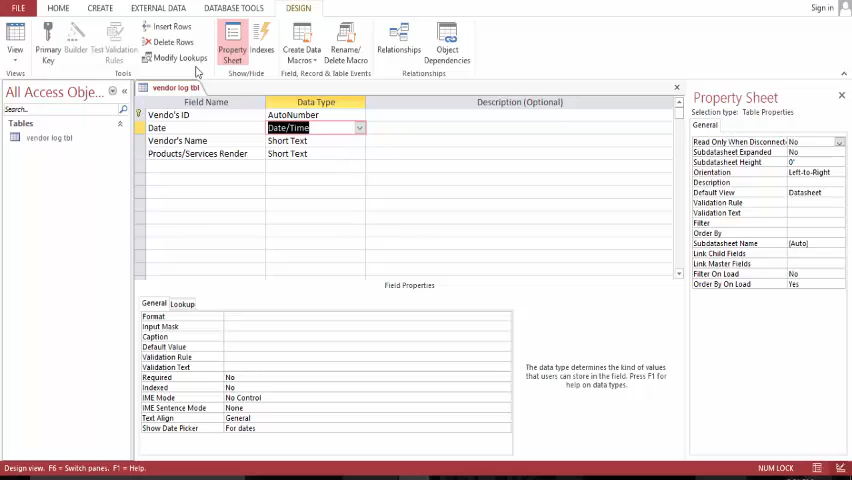 FILE HOME CREATE EXTERNAL DATA DATABASE TOOLS DESIGN Sign in
View
Primary Key
Builder
Test Validation Rules
Insert Rows
Delete Rows
Modify Lookups
Property Sheet
Indexes
Create Data Macros
Rename/ Delete Macro
Relationships
Object Dependencies
Views Tools Show/Hide Field, Record & Table Events Relationships
All Access Obje...
Search...
Tables
vendor log tbl
vendor log tbl
Field Name Data Type Description (Optional)
Vendo's ID AutoNumber
Date Date/Time
Vendor's Name Short Text
Products/Services Render Short Text
Field Properties
General Lookup
Format
Input Mask
Caption
Default Value
Validation Rule
Validation Text
Required No
Indexed No
IME Mode No Control
IME Sentence Mode None
Text Align General
Show Date Picker For dates
The data type determines the kind of values
that users can store in the field. Press F1 for
help on data types.
Property Sheet
Selection type: Table Properties
General
Read Only When Disconnect No
Subdatasheet Expanded No
Subdatasheet Height 0"
Orientation Left-to-Right
Description
Default View Datasheet
Validation Rule
Validation Text
Filter
Order By
Subdatasheet Name [Auto]
Link Child Fields
Link Master Fields
Filter On Load No
Order By On Load Yes
Design view. F6 = Switch panes. F1 = Help. NUM LOCK